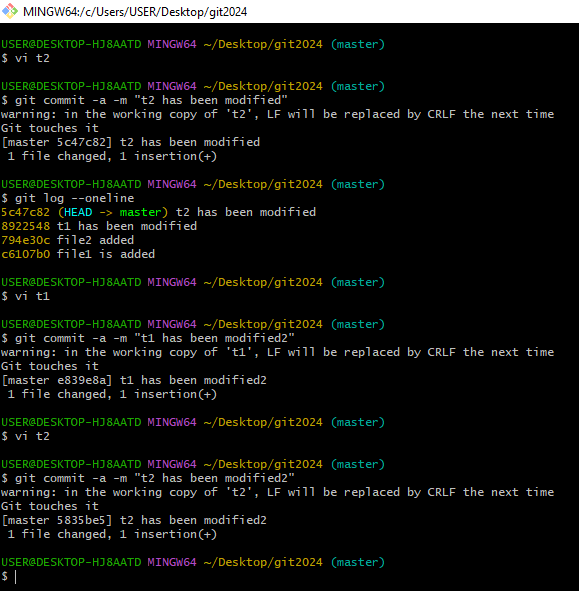 MINGW64:/c/Users/USER/Desktop/git2024
USER@DESKTOP-HJ8AATD MINGW64 ~/Desktop/git2024 (master)
$ vi t2
USER@DESKTOP-HJ8AATD MINGW64 ~/Desktop/git2024 (master)
$ git commit -a -m "t2 has been modified"
warning: in the working copy of 't2', LF will be replaced by CRLF the next time
Git touches it
[master 5c47c82] t2 has been modified
 1 file changed, 1 insertion(+)
USER@DESKTOP-HJ8AATD MINGW64 ~/Desktop/git2024 (master)
$ git log --oneline
5c47c82 (HEAD -> master) t2 has been modified
8922548 t1 has been modified
794e30c file2 added
c6107b0 file1 is added
USER@DESKTOP-HJ8AATD MINGW64 ~/Desktop/git2024 (master)
$ vi t1
USER@DESKTOP-HJ8AATD MINGW64 ~/Desktop/git2024 (master)
$ git commit -a -m "t1 has been modified2"
warning: in the working copy of 't1', LF will be replaced by CRLF the next time
Git touches it
[master e839e8a] t1 has been modified2
 1 file changed, 1 insertion(+)
USER@DESKTOP-HJ8AATD MINGW64 ~/Desktop/git2024 (master)
$ vi t2
USER@DESKTOP-HJ8AATD MINGW64 ~/Desktop/git2024 (master)
$ git commit -a -m "t2 has been modified2"
warning: in the working copy of 't2', LF will be replaced by CRLF the next time
Git touches it
[master 5835be5] t2 has been modified2
 1 file changed, 1 insertion(+)
USER@DESKTOP-HJ8AATD MINGW64 ~/Desktop/git2024 (master)
$